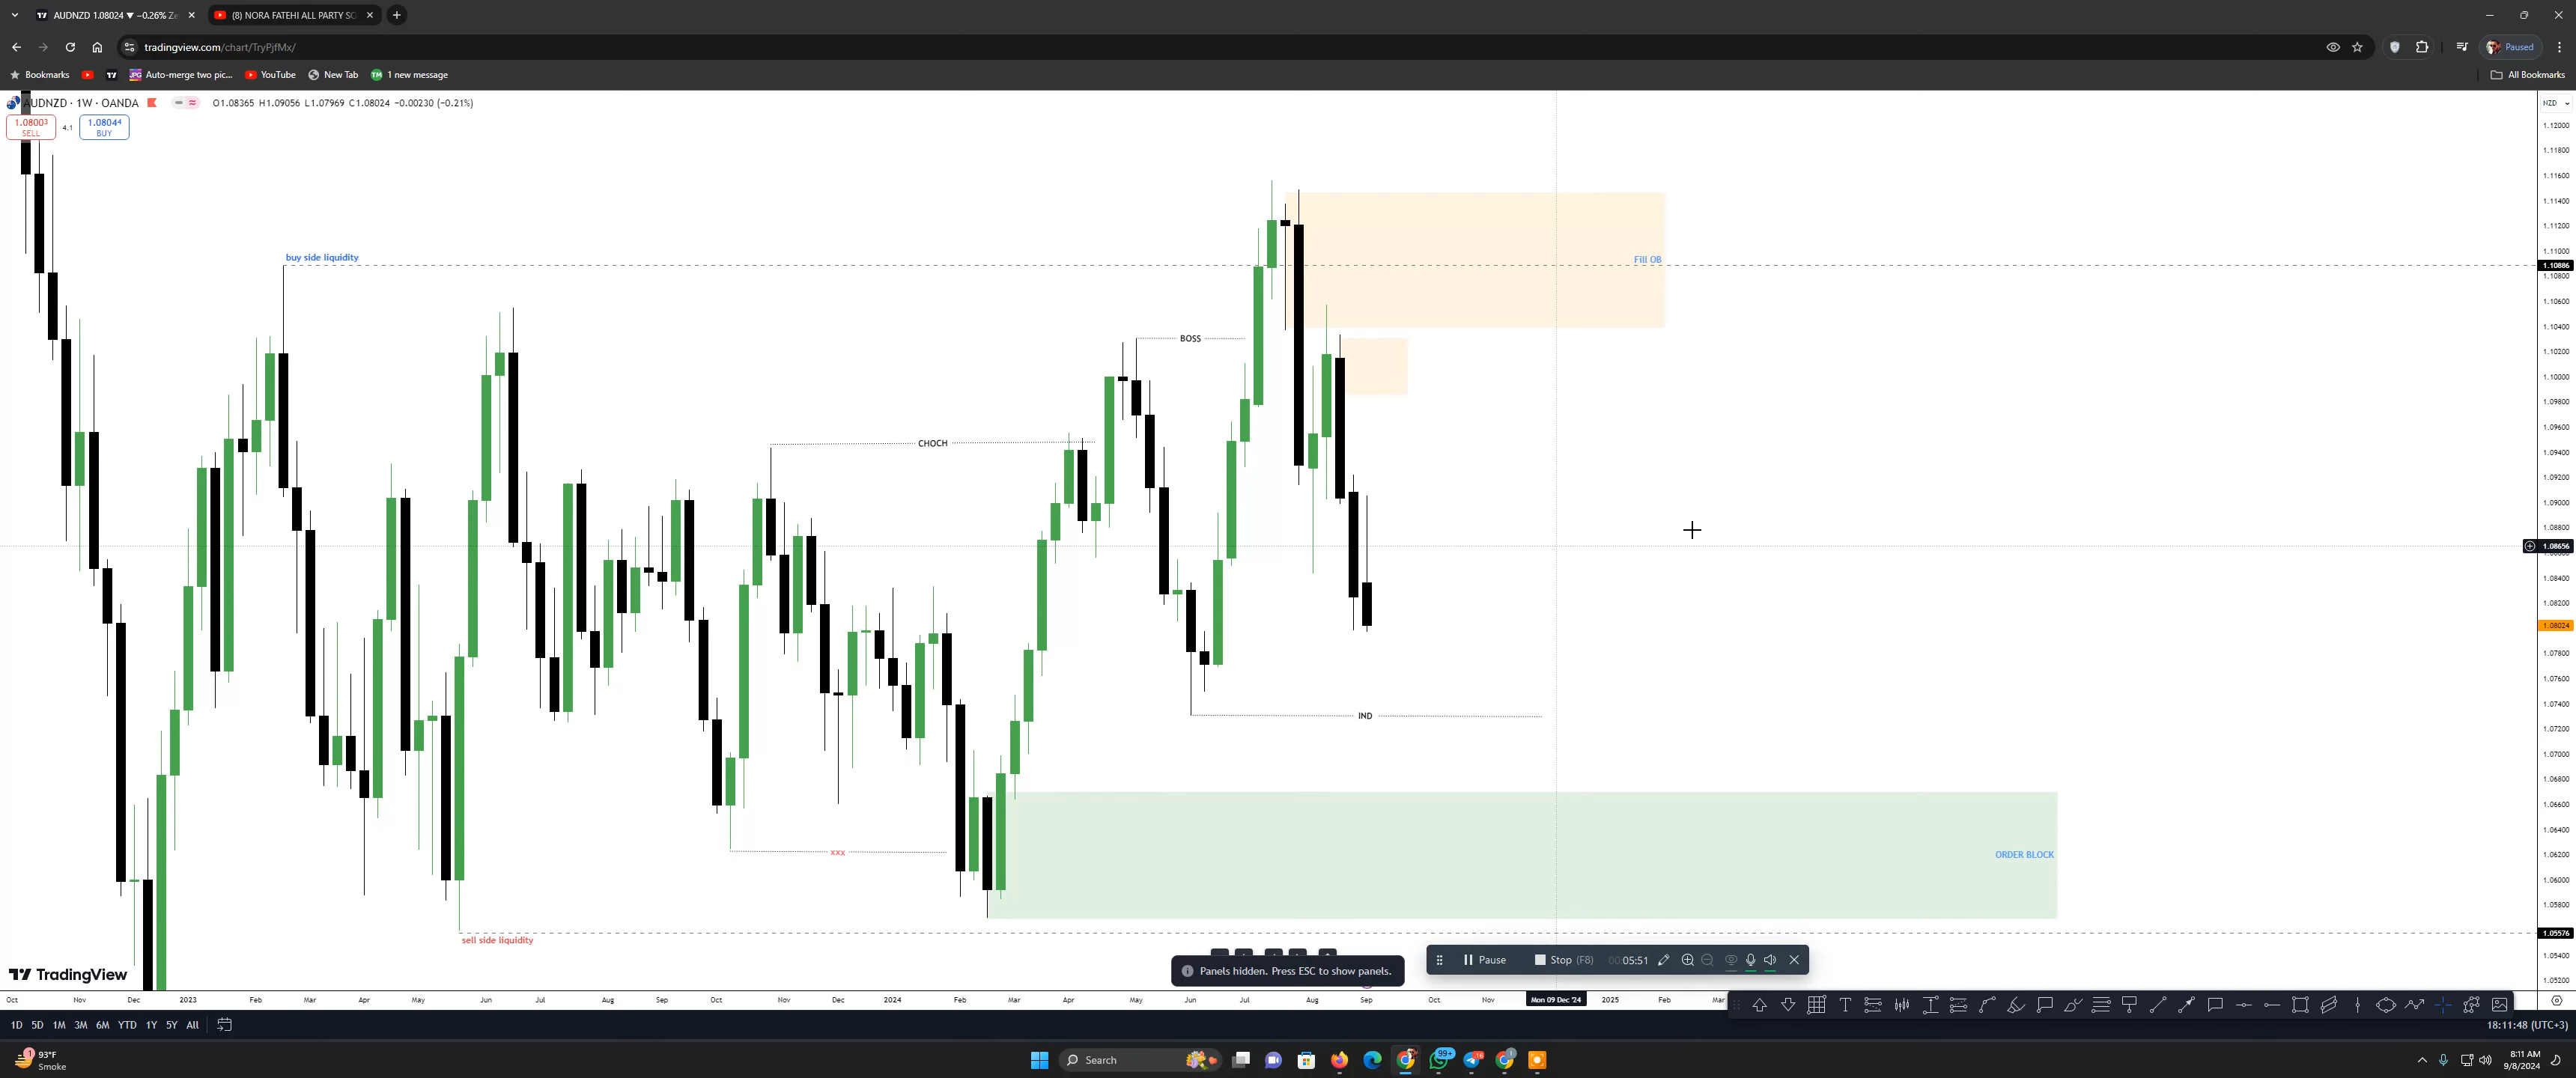 AUDNZD 1.08024 ▼ −0.26% Ze
(8) NORA FATEHI ALL PARTY SC
tradingview.com/chart/TryPjfMx/
Paused
Bookmarks
Auto-merge two pic...
YouTube
New Tab
1 new message
All Bookmarks
AUDNZD · 1W · OANDA
O1.08365 H1.09056 L1.07969 C1.08024 −0.00230 (−0.21%)
NZD
1.08003
SELL
4.1
1.08044
BUY
buy side liquidity
Fill OB
BOSS
CHOCH
IND
xxx
ORDER BLOCK
sell side liquidity
1.12000
1.11800
1.11600
1.11400
1.11200
1.11000
1.10886
1.10800
1.10600
1.10400
1.10200
1.10000
1.09800
1.09600
1.09400
1.09200
1.09000
1.08800
1.08656
1.08400
1.08200
1.08024
1.07800
1.07600
1.07400
1.07200
1.07000
1.06800
1.06600
1.06400
1.06200
1.06000
1.05800
1.05576
1.05400
1.05200
TradingView
Panels hidden. Press ESC to show panels.
Pause
Stop (F8)
00:05:51
Oct Nov Dec 2023 Feb Mar Apr May Jun Jul Aug Sep Oct Nov Dec 2024 Feb Mar Apr May Jun Jul Aug Sep Oct Nov Mon 09 Dec '24 2025 Feb Mar
1D 5D 1M 3M 6M YTD 1Y 5Y All
18:11:48 (UTC+3)
1
93°F
Smoke
Search
99+
16
8:11 AM
9/8/2024